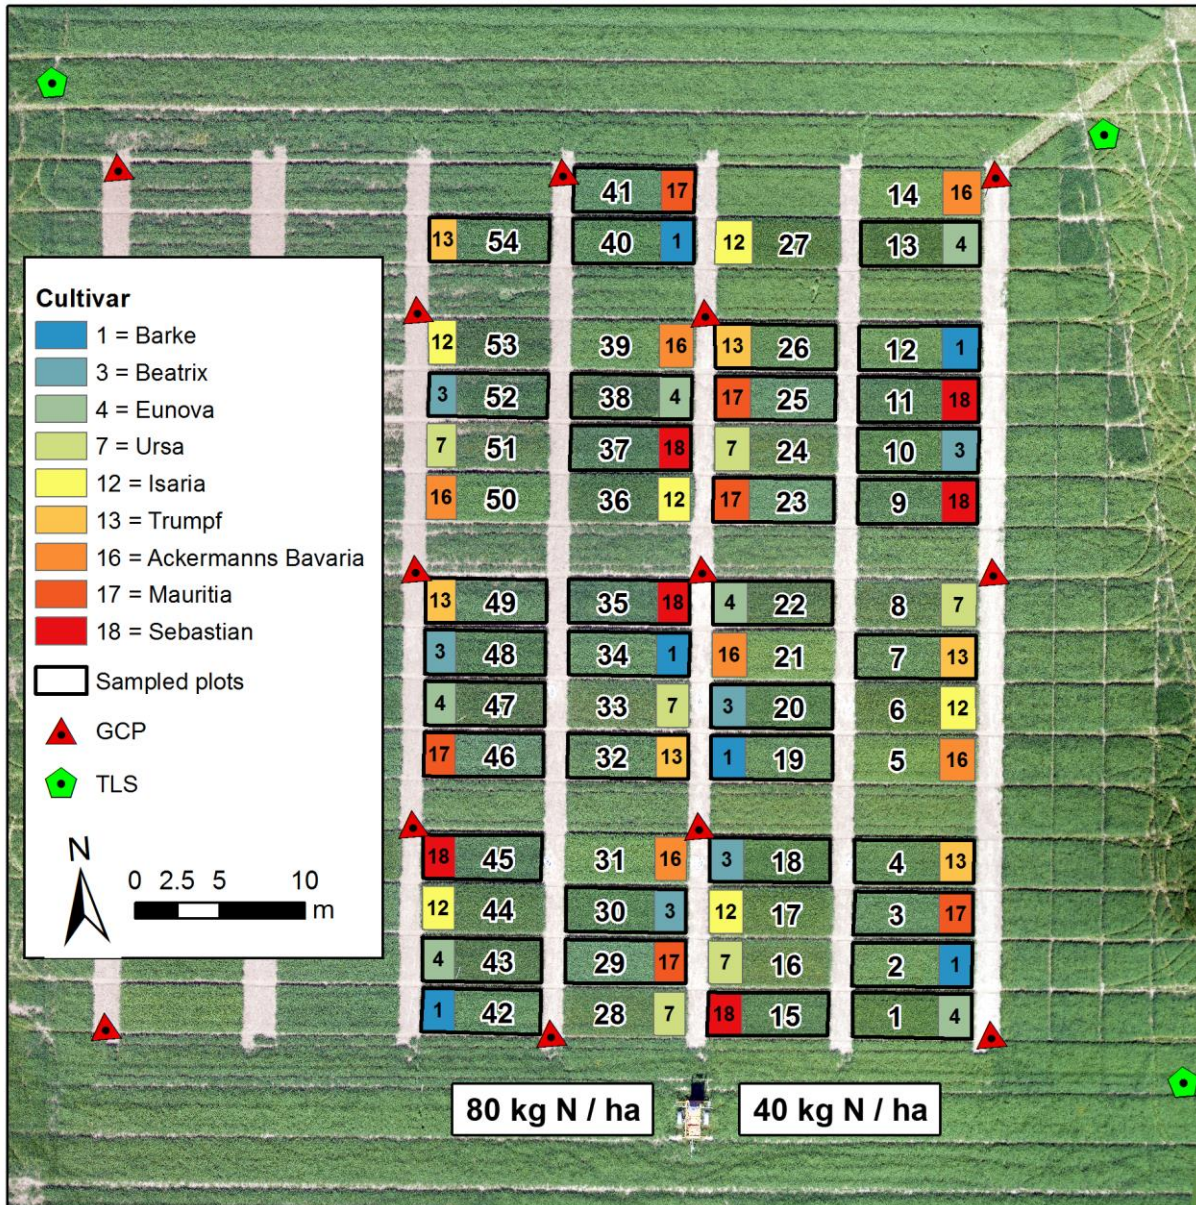 41 17 14 16
13 54 40 1 12 27 13 4
Cultivar
1 = Barke
3 = Beatrix
4 = Eunova
7 = Ursa
12 = Isaria
13 = Trumpf
16 = Ackermanns Bavaria
17 = Mauritia
18 = Sebastian
Sampled plots
GCP
TLS
N
0 2.5 5 10
m
12 53 39 16 13 26 12 1
3 52 38 4 17 25 11 18
7 51 37 18 7 24 10 3
16 50 36 12 17 23 9 18
13 49 35 18 4 22 8 7
3 48 34 1 16 21 7 13
4 47 33 7 3 20 6 12
17 46 32 13 1 19 5 16
18 45 31 16 3 18 4 13
12 44 30 3 12 17 3 17
4 43 29 17 7 16 2 1
1 42 28 7 18 15 1 4
80 kg N / ha 40 kg N / ha